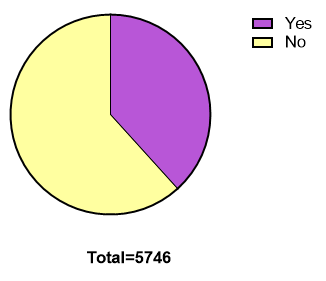 Yes
No
Total=5746